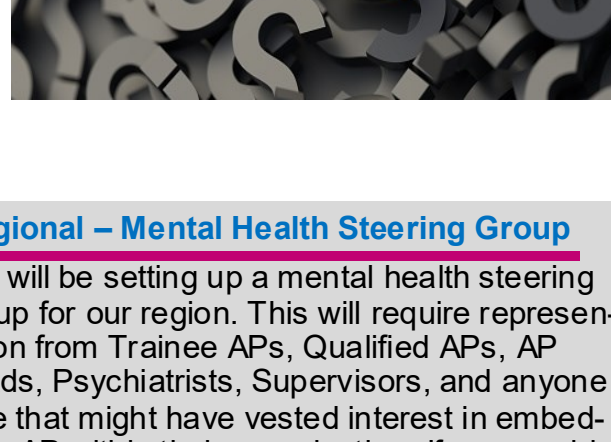 gional – Mental Health Steering Group
will be setting up a mental health steering
up for our region. This will require represen-
on from Trainee APs, Qualified APs, AP
ds, Psychiatrists, Supervisors, and anyone
e that might have vested interest in embed-